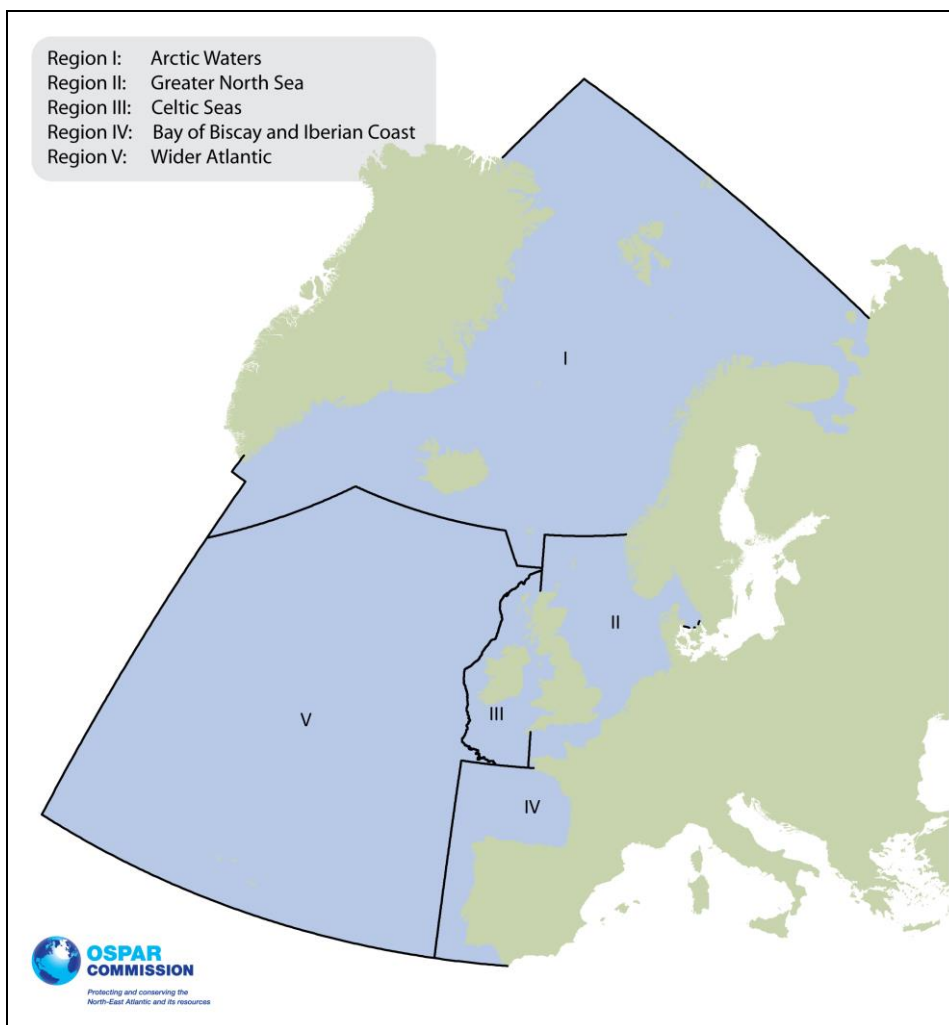 Region I: Arctic Waters
Region II: Greater North Sea
Region III: Celtic Seas
Region IV: Bay of Biscay and Iberian Coast
Region V: Wider Atlantic
I
II
III
V
IV
OSPAR
COMMISSION
Protecting and conserving the
North-East Atlantic and its resources